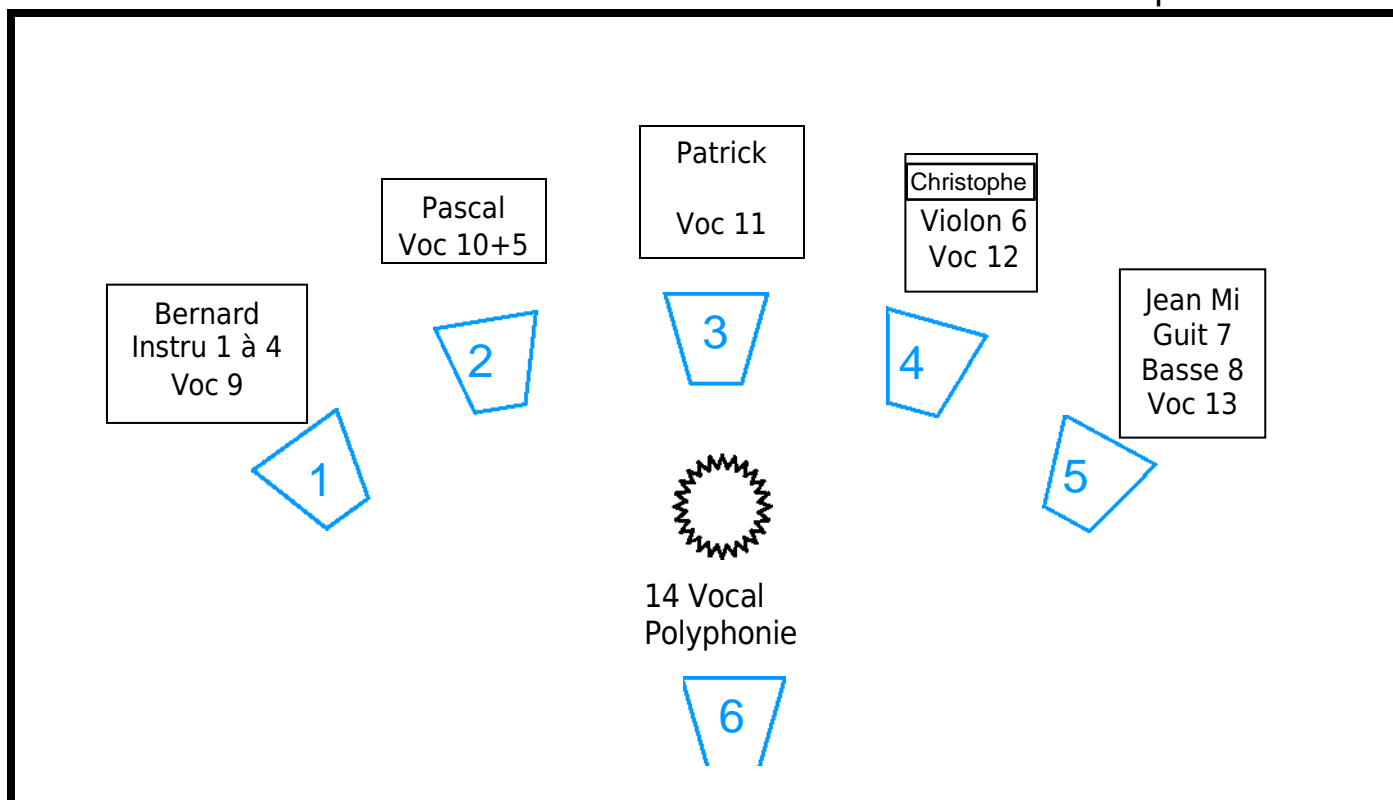 Patrick
Voc 11
Christophe
Violon 6
Voc 12
Pascal
Voc 10+5
Jean Mi
Guit 7
Basse 8
Voc 13
Bernard
Instru 1 à 4
Voc 9
3
2
4
1
5
14 Vocal
Polyphonie
6